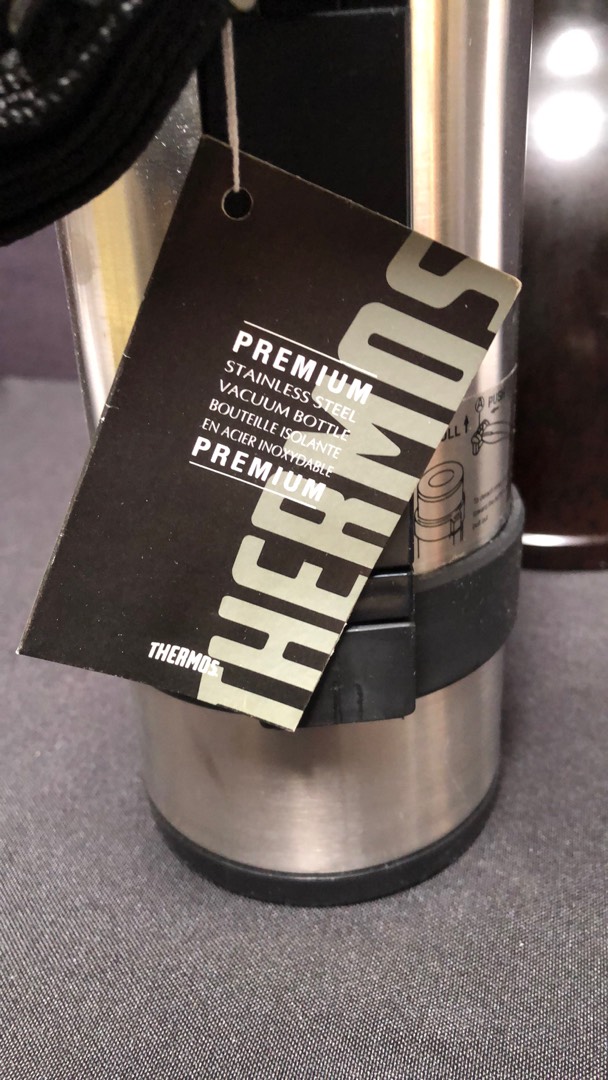 PREMIUM
STAINLESS STEEL
VACUUM BOTTLE
BOUTEILLE ISOLANTE
EN ACIER INOXYDABLE
PREMIUM
THERMOS
THERMOS
A PUSH